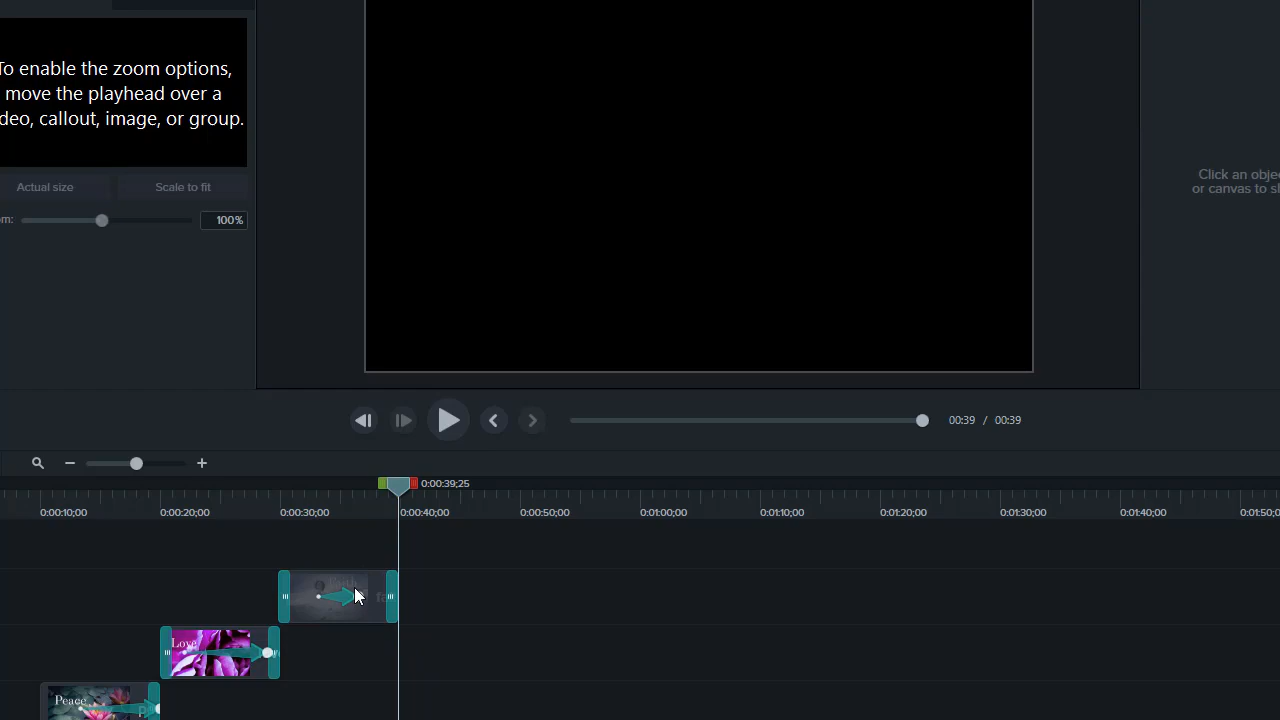 To enable the zoom options,
move the playhead over a
deo, callout, image, or group.
Actual size
Scale to fit
om:
100%
Click an obje
or canvas to sl
00:39 / 00:39
0:00:39;25
0:00:10;00
0:00:20;00
0:00:30;00
0:00:40;00
0:00:50;00
0:01:00;00
0:01:10;00
0:01:20;00
0:01:30;00
0:01:40;00
0:01:50;0
Faith
fa
Love
Peace
p